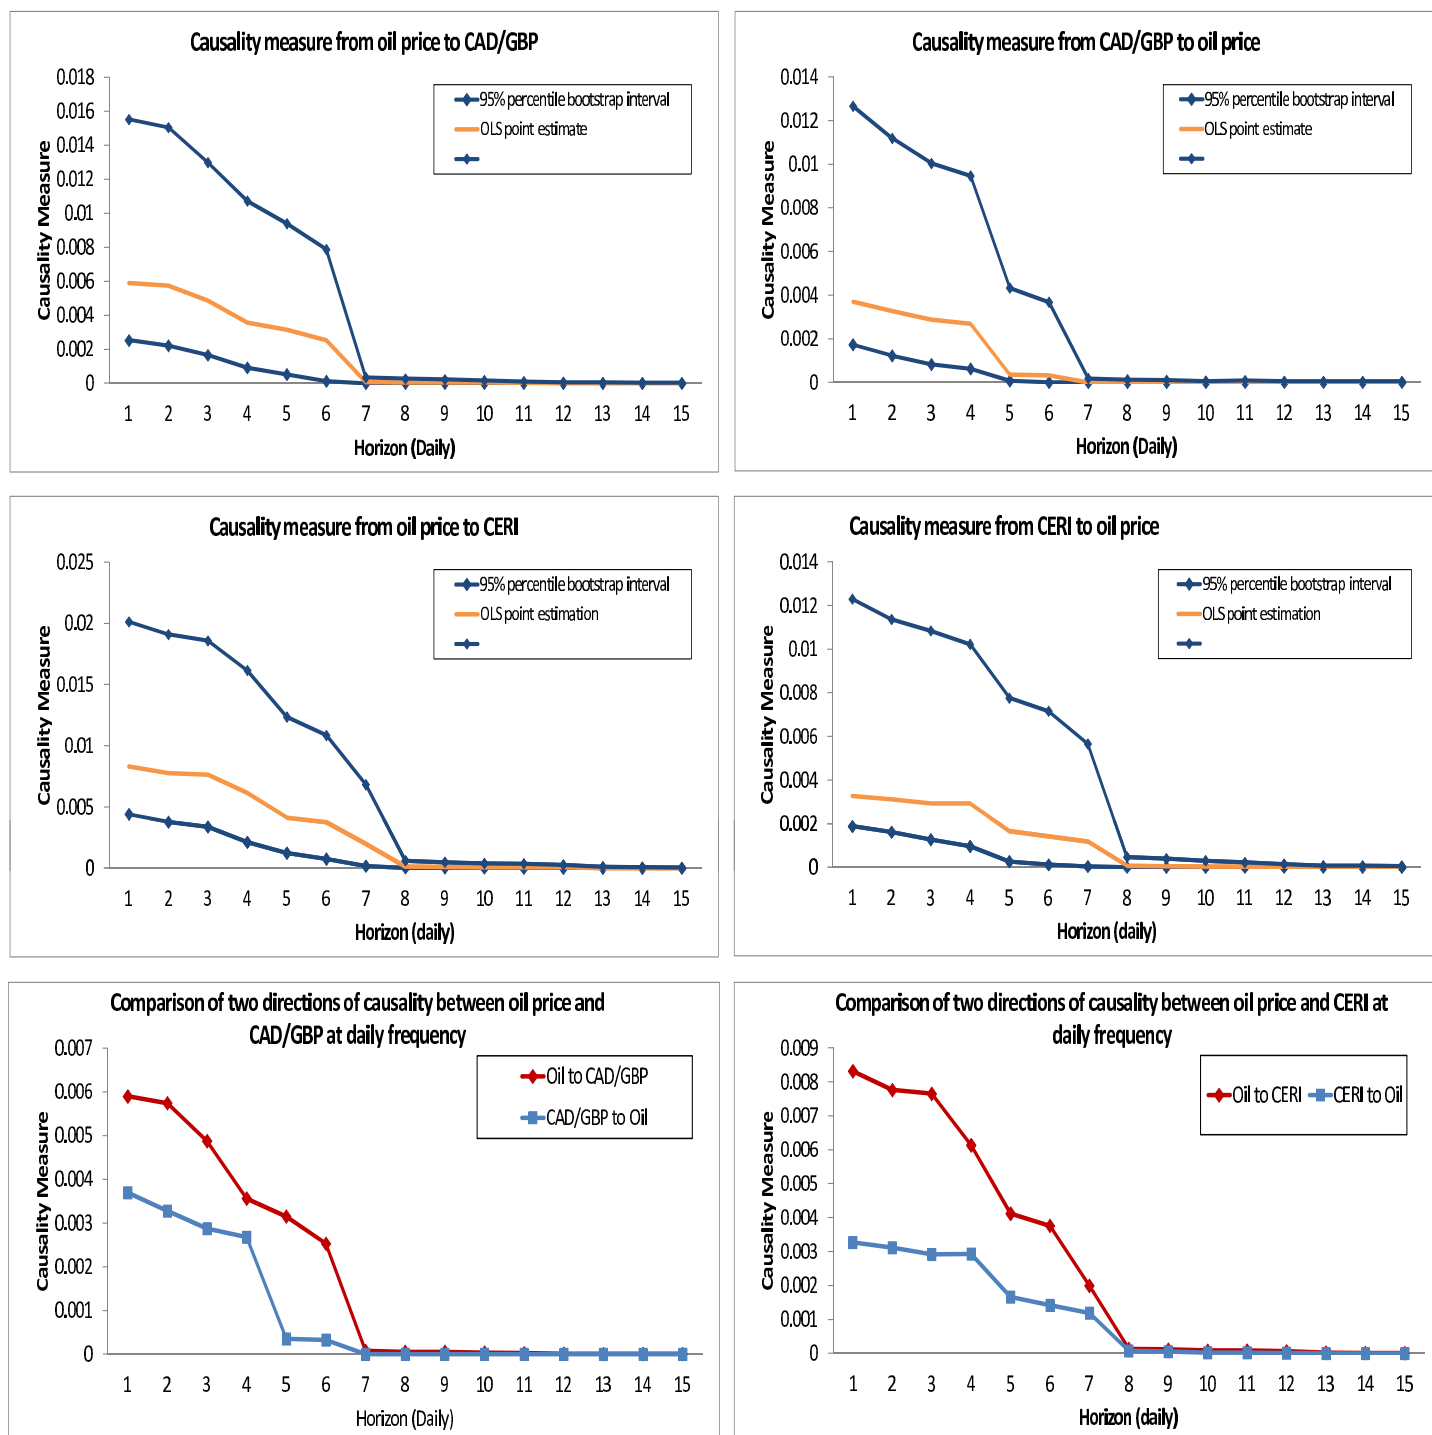 Causality measure from oil price to CAD/GBP
Causality Measure
0.018
0.016
0.014
0.012
0.01
0.008
0.006
0.004
0.002
0
95% percentile bootstrap interval
OLS point estimate
1 2 3 4 5 6 7 8 9 10 11 12 13 14 15
Horizon (Daily)
Causality measure from CAD/GBP to oil price
Causality Measure
0.014
0.012
0.01
0.008
0.006
0.004
0.002
0
95% percentile bootstrap interval
OLS point estimate
1 2 3 4 5 6 7 8 9 10 11 12 13 14 15
Horizon (Daily)
Causality measure from oil price to CERI
Causality Measure
0.025
0.02
0.015
0.01
0.005
0
95% percentile bootstrap interval
OLS point estimation
1 2 3 4 5 6 7 8 9 10 11 12 13 14 15
Horizon (daily)
Causality measure from CERI to oil price
Causality Measure
0.014
0.012
0.01
0.008
0.006
0.004
0.002
0
95% percentile bootstrap interval
OLS point estimation
1 2 3 4 5 6 7 8 9 10 11 12 13 14 15
Horizon (daily)
Comparison of two directions of causality between oil price and
CAD/GBP at daily frequency
Causality Measure
0.007
0.006
0.005
0.004
0.003
0.002
0.001
0
Oil to CAD/GBP
CAD/GBP to Oil
1 2 3 4 5 6 7 8 9 10 11 12 13 14 15
Horizon (Daily)
Comparison of two directions of causality between oil price and CERI at
daily frequency
Causality Measure
0.009
0.008
0.007
0.006
0.005
0.004
0.003
0.002
0.001
0
Oil to CERI CERI to Oil
1 2 3 4 5 6 7 8 9 10 11 12 13 14 15
Horizon (daily)